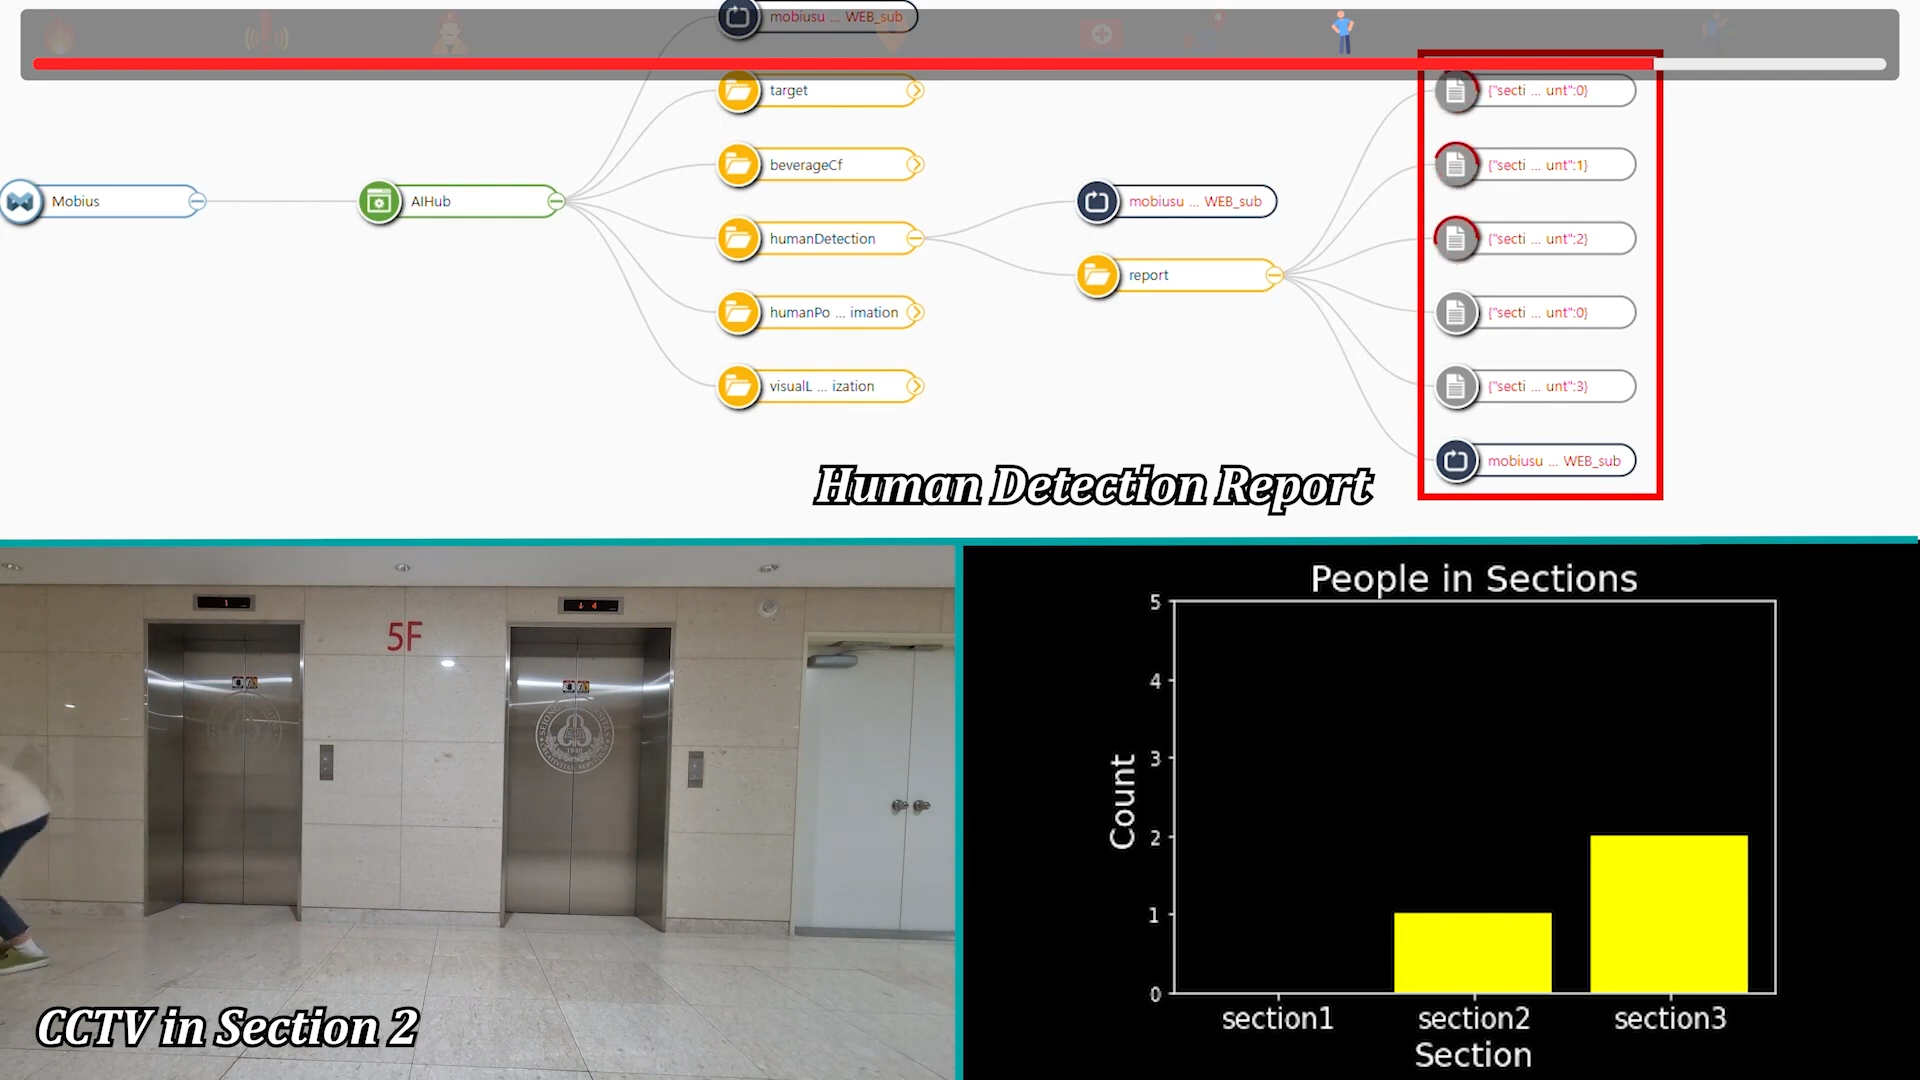 mobiusu ... WEB_sub
target
{"secti ... unt":0}
beverageCf
{"secti ... unt":1}
Mobius
AIHub
mobiusu ... WEB_sub
humanDetection
{"secti ... unt":2}
report
humanPo ... imation
{"secti ... unt":0}
visualL ... ization
{"secti ... unt":3}
mobiusu ... WEB_sub
Human Detection Report
5F
1940
CCTV in Section 2
People in Sections
5
4
3
2
1
0
Count
section1
section2
section3
Section